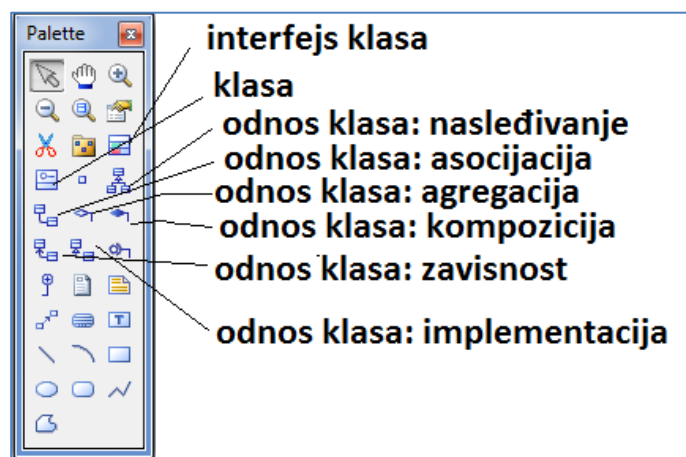 Palette
interfejs klasa
klasa
odnos klasa: nasleđivanje
odnos klasa: asocijacija
odnos klasa: agregacija
odnos klasa: kompozicija
odnos klasa: zavisnost
odnos klasa: implementacija